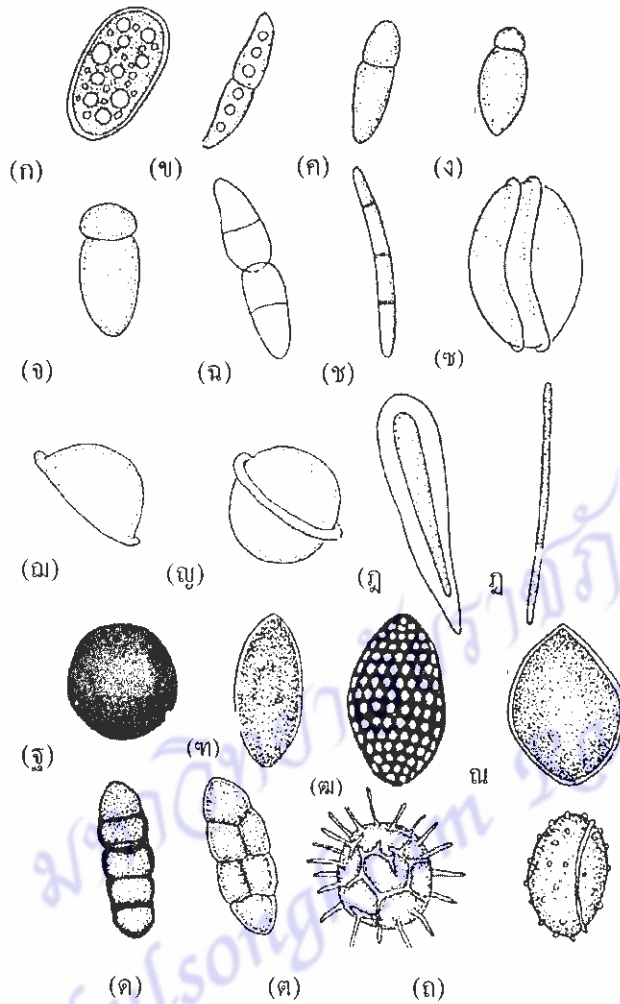 (ก) (ข) (ค) (ง)
(จ) (ฉ) (ช) (ซ)
(ฌ) (ญ) (ฎ) ฏ
(ฐ) (ฑ) (ฒ) ณ
(ด) (ต) (ถ)